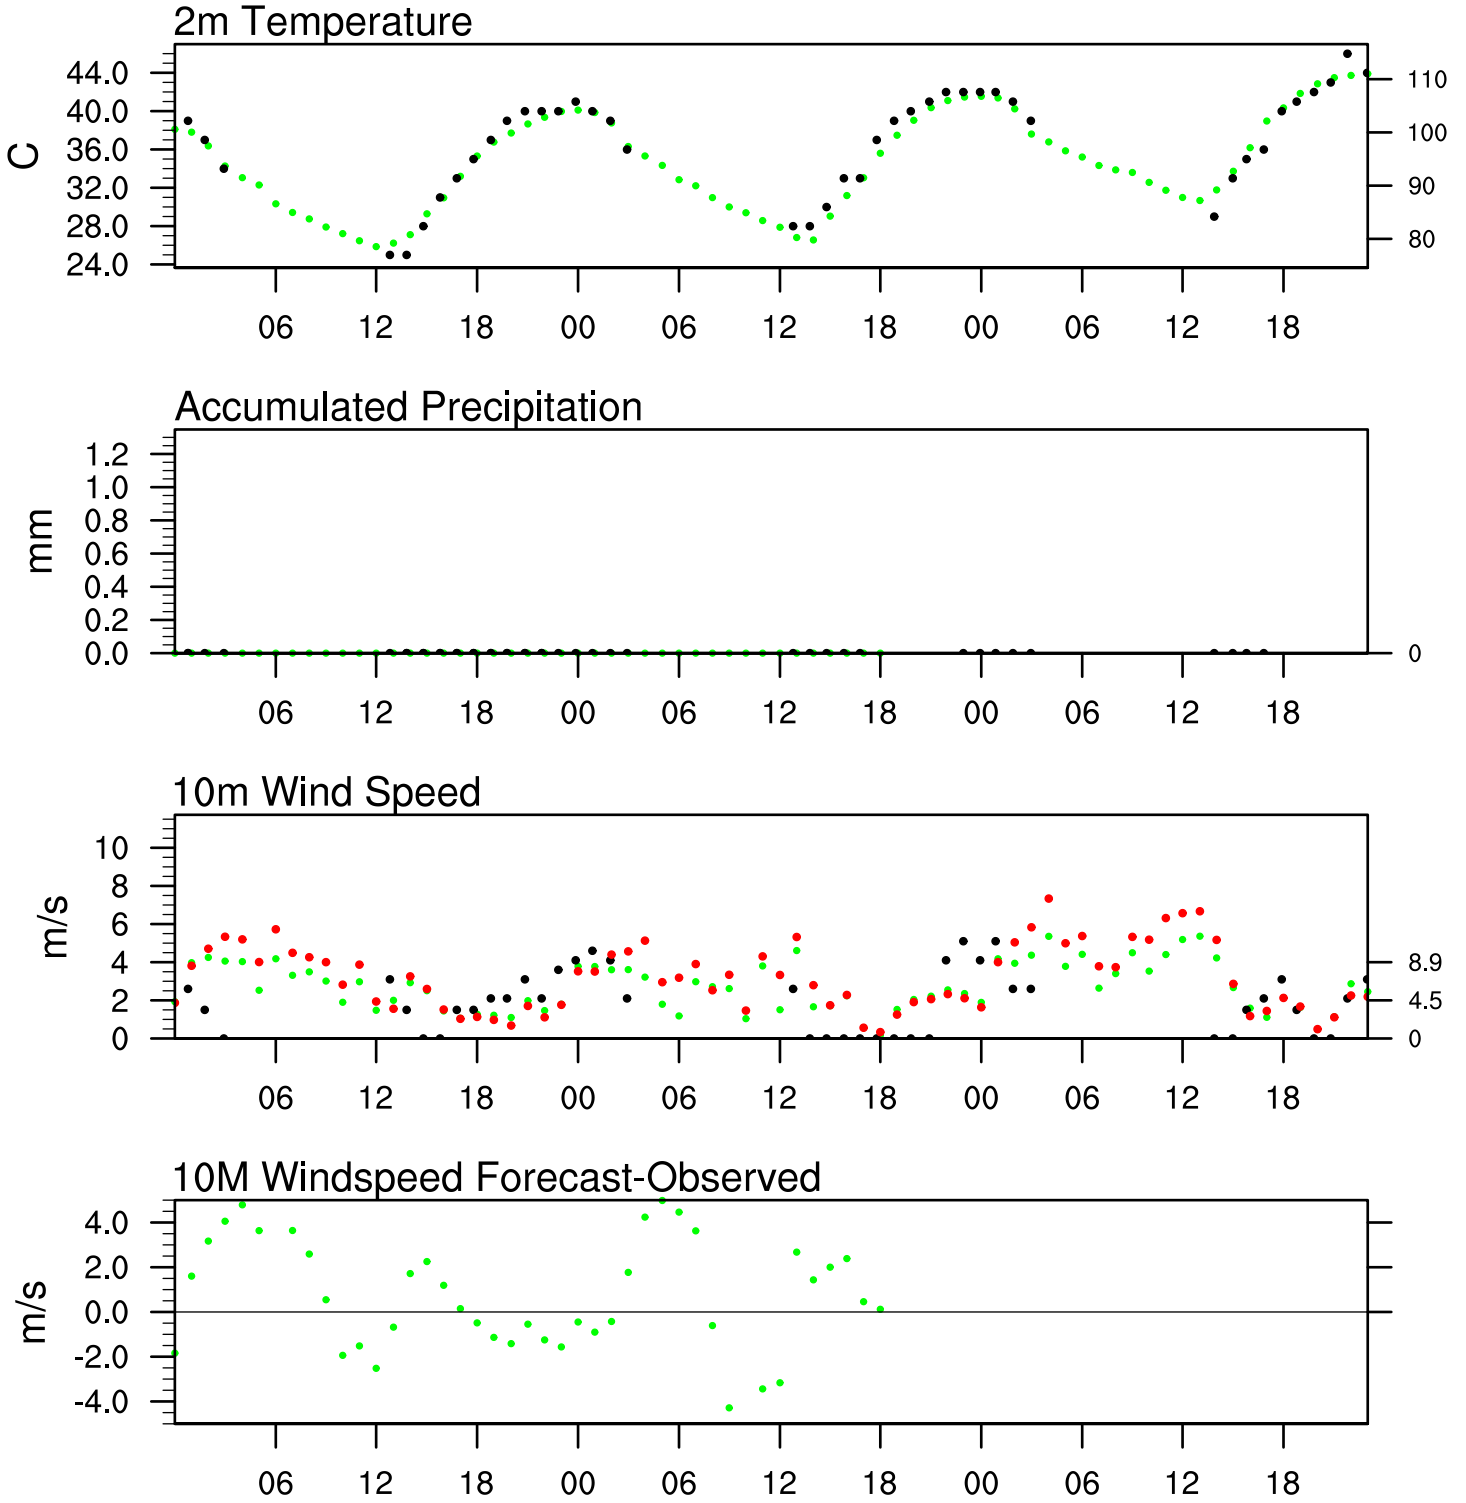 2m Temperature
44.0
40.0
36.0
32.0
28.0
24.0
C
110
100
90
80
06 12 18 00 06 12 18 00 06 12 18
Accumulated Precipitation
1.2
1.0
0.8
0.6
0.4
0.2
0.0
mm
0
06 12 18 00 06 12 18 00 06 12 18
10m Wind Speed
10
8
6
4
2
0
m/s
8.9
4.5
0
06 12 18 00 06 12 18 00 06 12 18
10M Windspeed Forecast-Observed
4.0
2.0
0.0
-2.0
-4.0
m/s
06 12 18 00 06 12 18 00 06 12 18